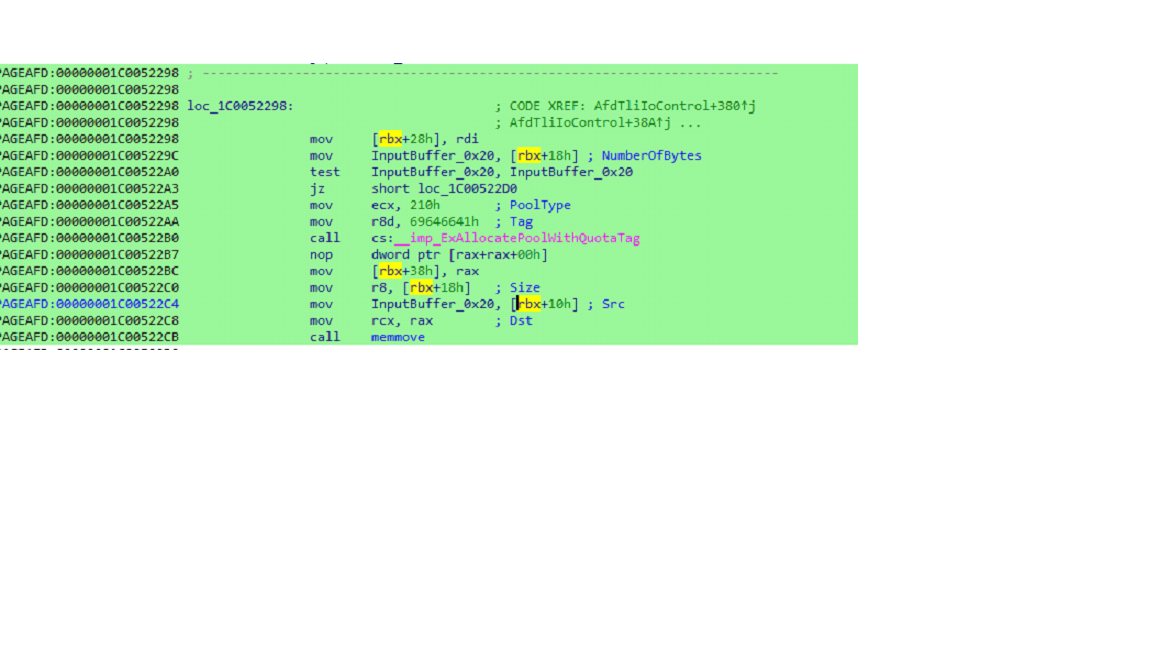 PAGEAFD:00000001C0052298 ; ---------------------------------------------------------------------------
PAGEAFD:00000001C0052298
PAGEAFD:00000001C0052298 loc_1C0052298: ; CODE XREF: AfdTliIoControl+380↑j
PAGEAFD:00000001C0052298 ; AfdTliIoControl+38A↑j ...
PAGEAFD:00000001C0052298 mov [rbx+28h], rdi
PAGEAFD:00000001C005229C mov InputBuffer_0x20, [rbx+18h] ; NumberOfBytes
PAGEAFD:00000001C00522A0 test InputBuffer_0x20, InputBuffer_0x20
PAGEAFD:00000001C00522A3 jz short loc_1C00522D0
PAGEAFD:00000001C00522A5 mov ecx, 210h ; PoolType
PAGEAFD:00000001C00522AA mov r8d, 69646641h ; Tag
PAGEAFD:00000001C00522B0 call cs:__imp_ExAllocatePoolWithQuotaTag
PAGEAFD:00000001C00522B7 nop dword ptr [rax+rax+00h]
PAGEAFD:00000001C00522BC mov [rbx+38h], rax
PAGEAFD:00000001C00522C0 mov r8, [rbx+18h] ; Size
PAGEAFD:00000001C00522C4 mov InputBuffer_0x20, [rbx+10h] ; Src
PAGEAFD:00000001C00522C8 mov rcx, rax ; Dst
PAGEAFD:00000001C00522CB call memmove